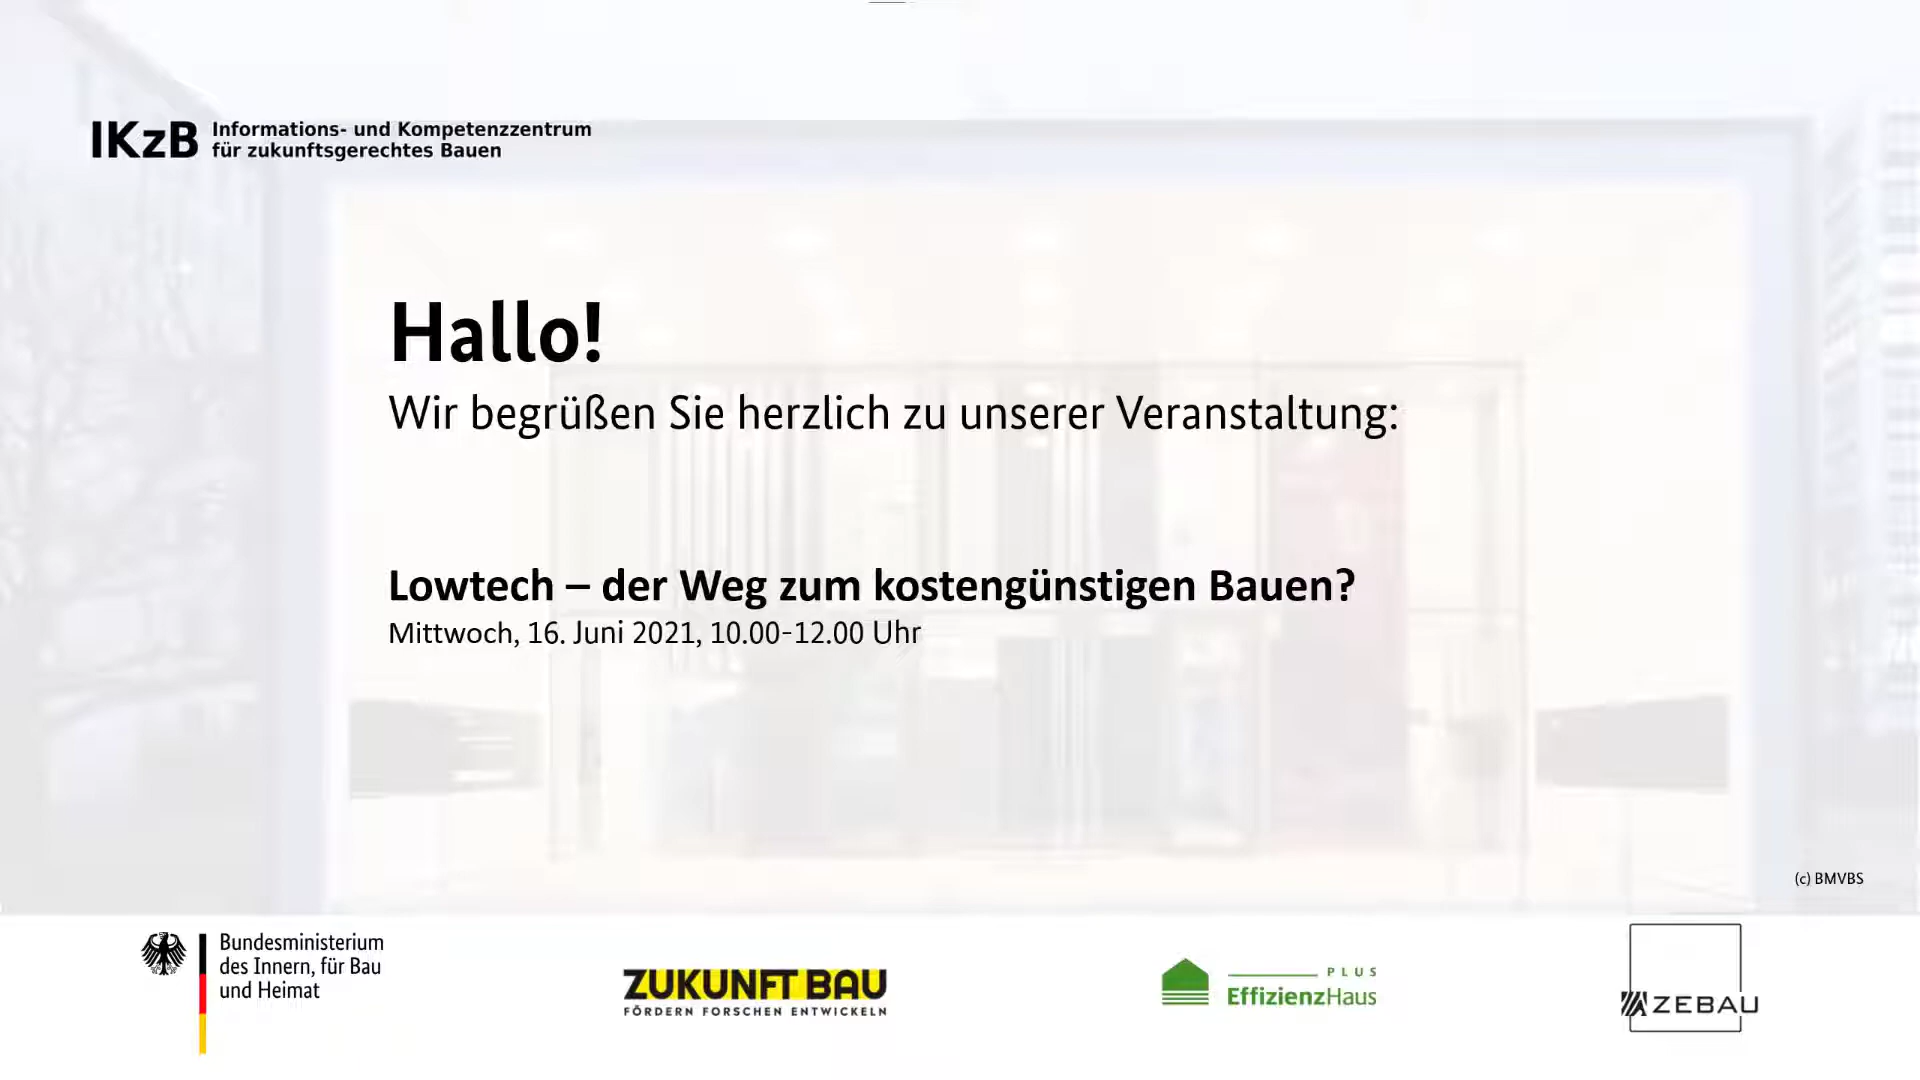 IKzB Informations- und Kompetenzzentrum
für zukunftsgerechtes Bauen
Hallo!
Wir begrüßen Sie herzlich zu unserer Veranstaltung:
Lowtech – der Weg zum kostengünstigen Bauen?
Mittwoch, 16. Juni 2021, 10.00-12.00 Uhr
(c) BMVBS
Bundesministerium
des Innern, für Bau
und Heimat
ZUKUNFT BAU
FÖRDERN FORSCHEN ENTWICKELN
PLUS
EffizienzHaus
ZEBAU